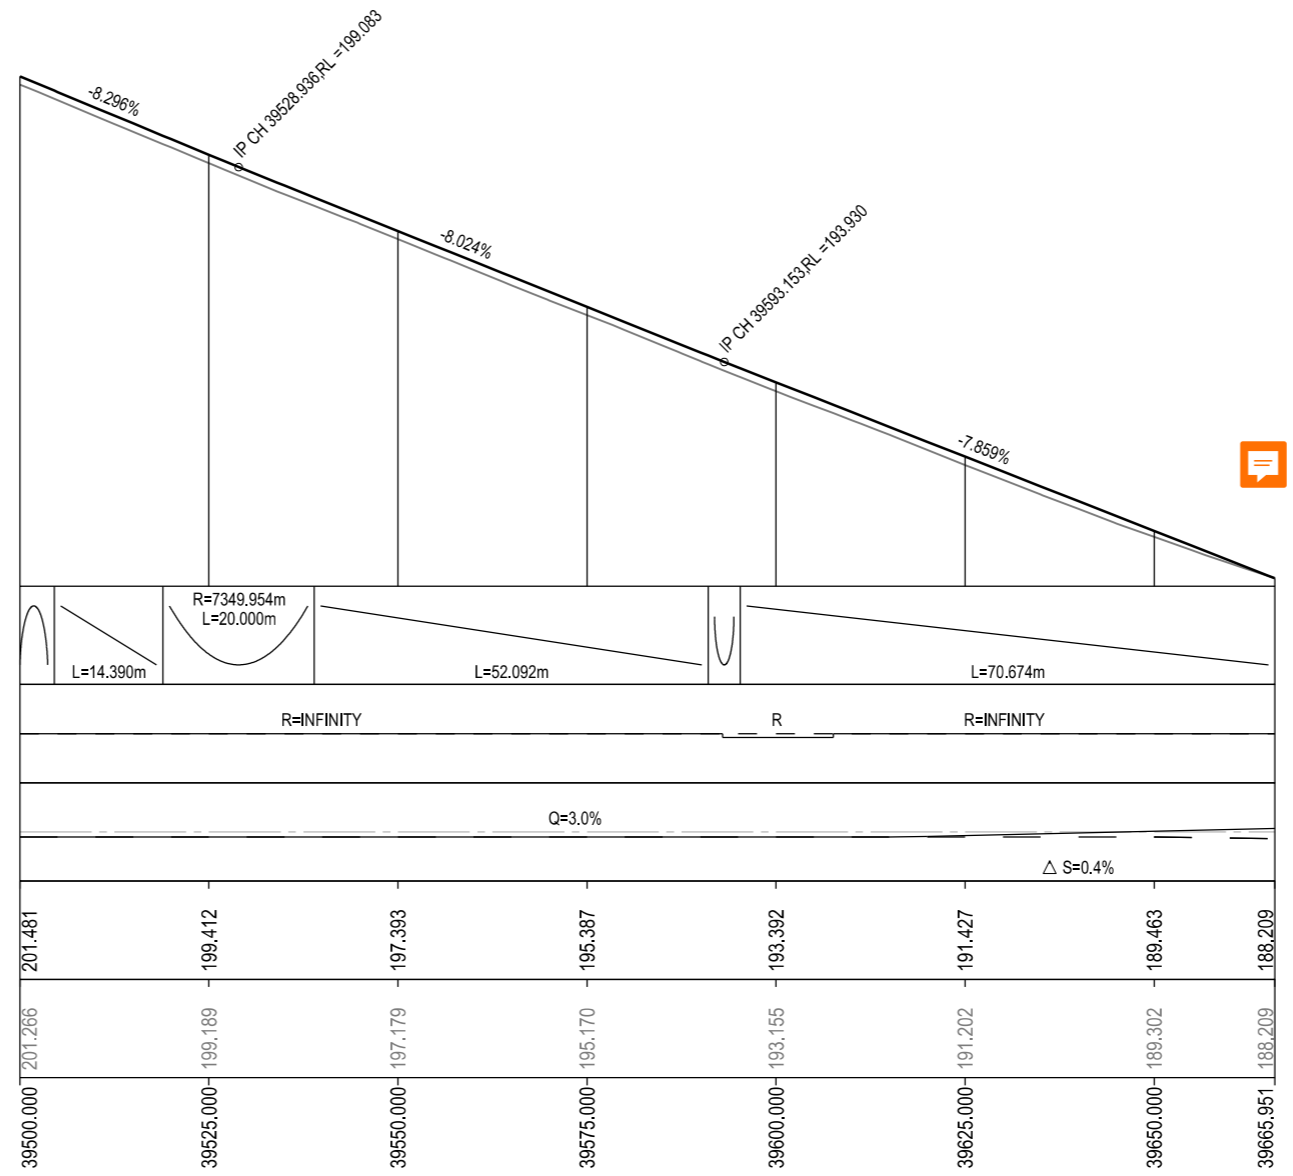 -8.296%
IP CH 39528.936,RL =199.083
-8.024%
IP CH 39593.153,RL =193.930
-7.859%
R=7349.954m
L=20.000m
L=14.390m
L=52.092m
L=70.674m
R=INFINITY
R
R=INFINITY
Q=3.0%
△ S=0.4%
201.481
199.412
197.393
195.387
193.392
191.427
189.463
188.209
201.266
199.189
197.179
195.170
193.155
191.202
189.302
188.209
39500.000
39525.000
39550.000
39575.000
39600.000
39625.000
39650.000
39665.951